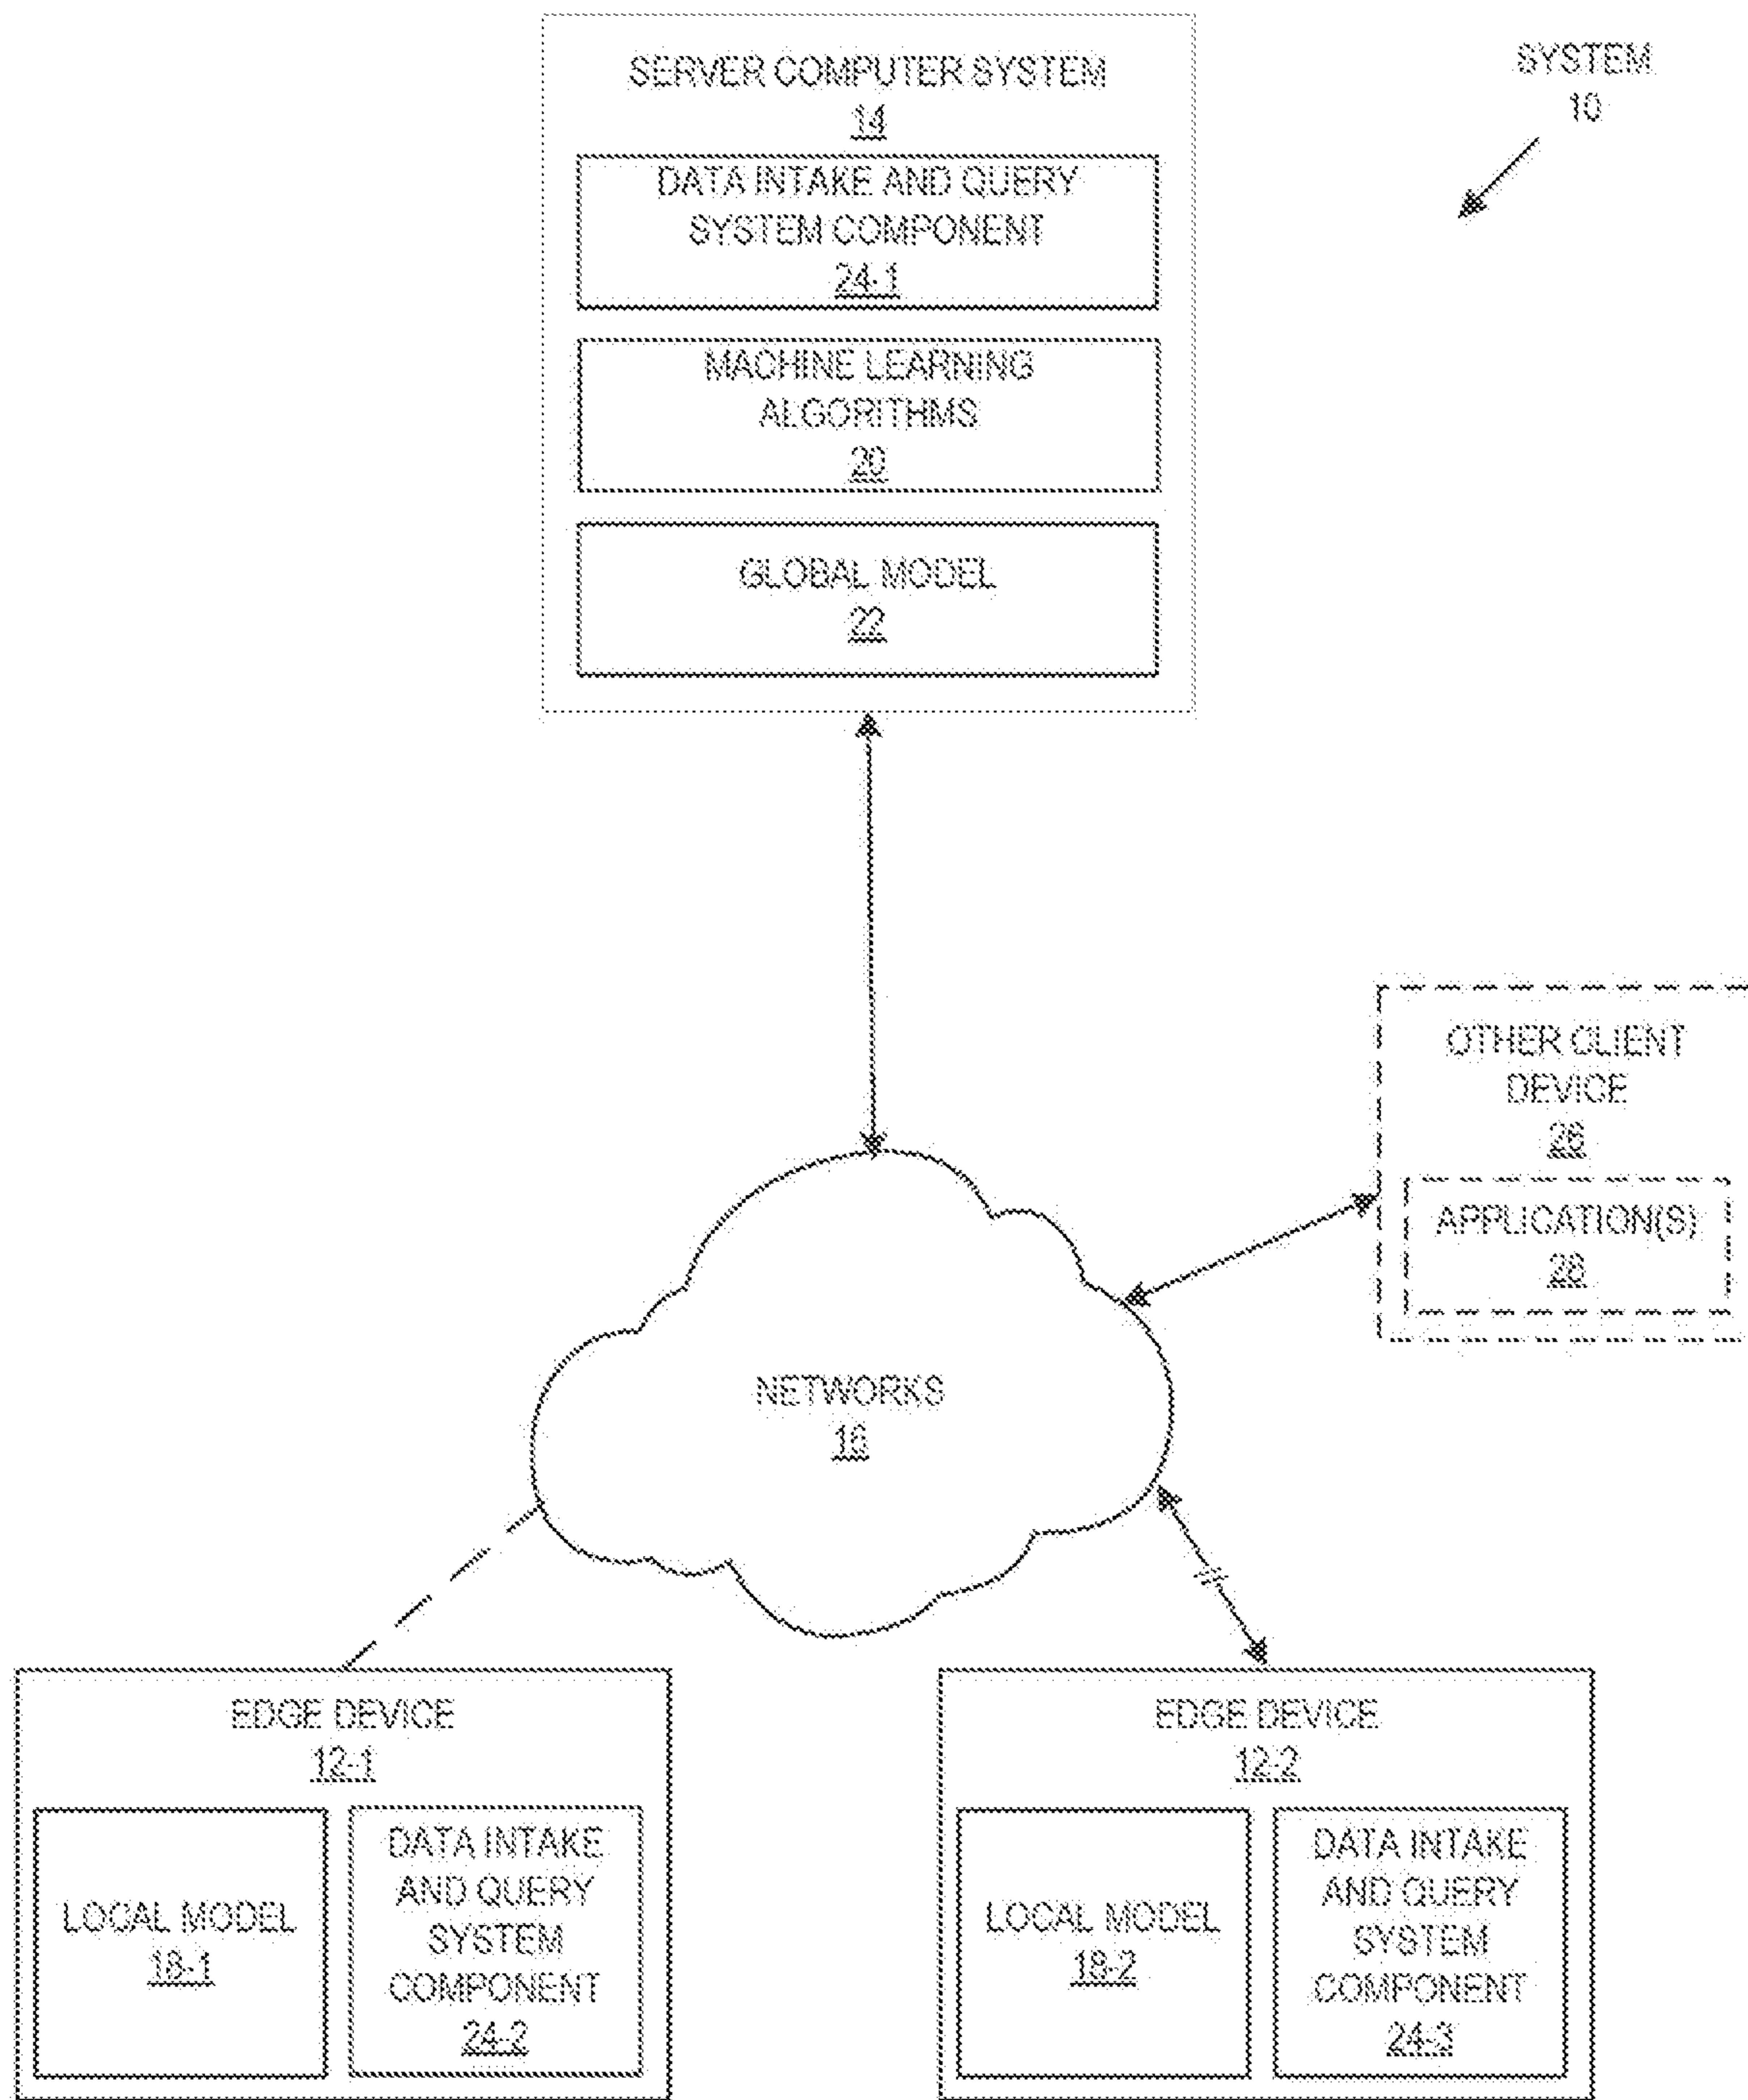 SERVER COMPUTER SYSTEM
14
DATA INTAKE AND QUERY
SYSTEM COMPONENT
24-1
MACHINE LEARNING
ALGORITHMS
20
GLOBAL MODEL
22
SYSTEM
10
OTHER CLIENT
DEVICE
26
APPLICATION(S)
28
NETWORKS
16
EDGE DEVICE
12-1
LOCAL MODEL
18-1
DATA INTAKE
AND QUERY
SYSTEM
COMPONENT
24-2
EDGE DEVICE
12-2
LOCAL MODEL
18-2
DATA INTAKE
AND QUERY
SYSTEM
COMPONENT
24-3